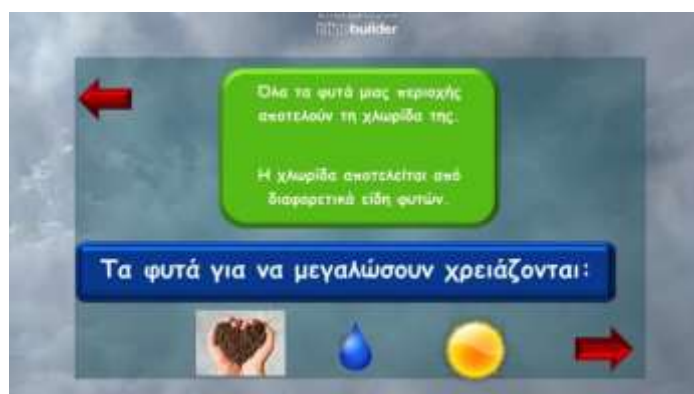 builder
Όλα τα φυτά μιας περιοχής
αποτελούν τη χλωρίδα της.
Η χλωρίδα αποτελείται από
διαφορετικά είδη φυτών.
Τα φυτά για να μεγαλώσουν χρειάζονται: